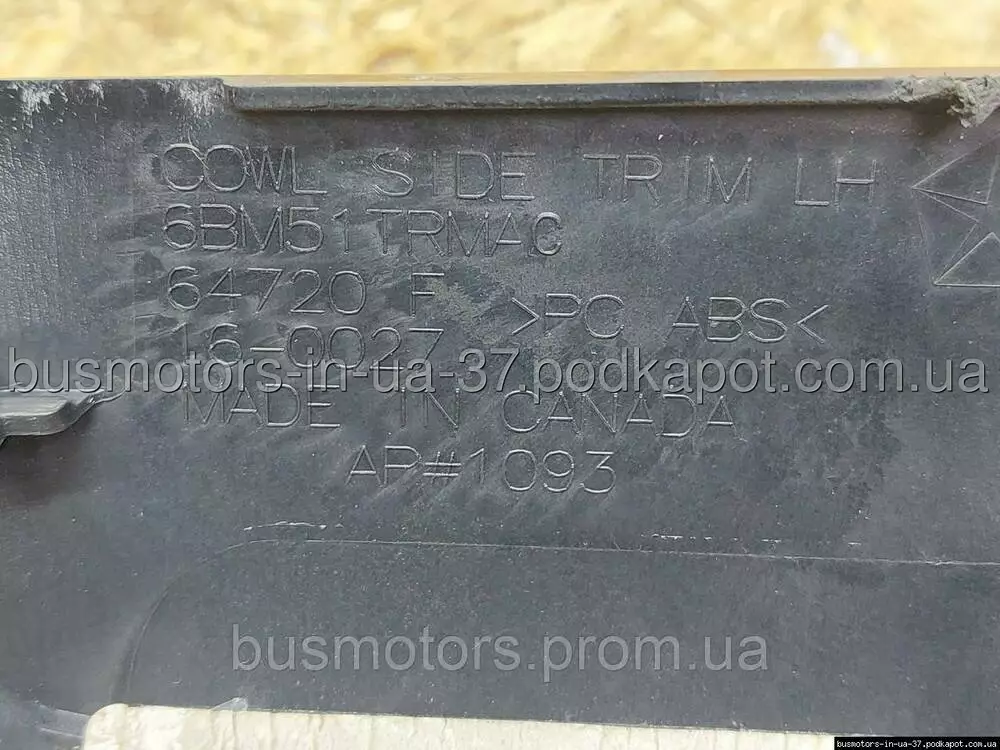 COWL SIDE TRIM LH
6BM51TRMAC
64720 F >PC ABS<
16-0027
busmotors-in-ua-37.podkapot.com.ua
MADE IN CANADA
AP#1093
busmotors.prom.ua
busmotors-in-ua-37.podkapot.com.ua